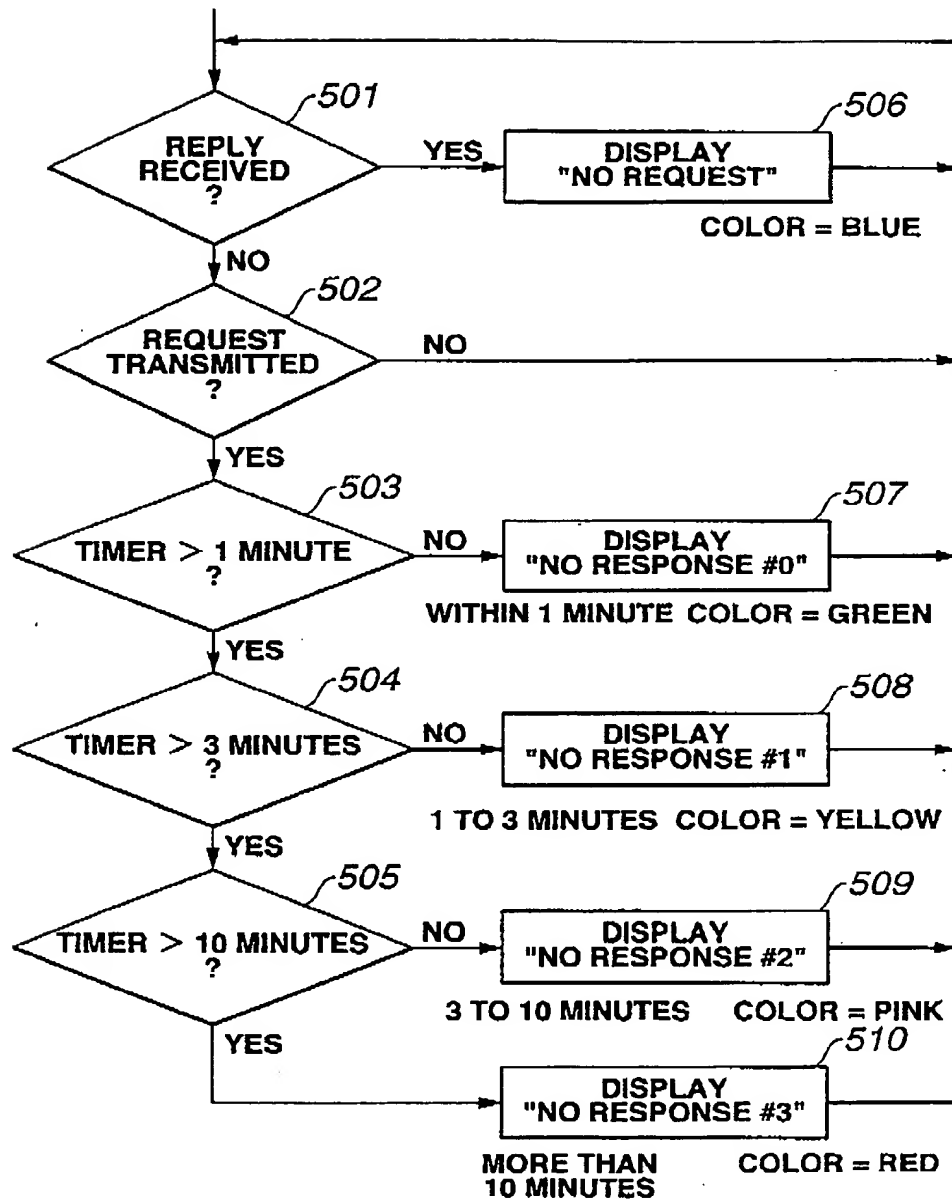 501
REPLY
RECEIVED
?
YES
506
DISPLAY
"NO REQUEST"
COLOR = BLUE
NO
502
REQUEST
TRANSMITTED
?
NO
YES
503
TIMER > 1 MINUTE
?
NO
507
DISPLAY
"NO RESPONSE #0"
WITHIN 1 MINUTE COLOR = GREEN
YES
504
TIMER > 3 MINUTES
?
NO
508
DISPLAY
"NO RESPONSE #1"
1 TO 3 MINUTES COLOR = YELLOW
YES
505
TIMER > 10 MINUTES
?
NO
509
DISPLAY
"NO RESPONSE #2"
3 TO 10 MINUTES COLOR = PINK
YES
510
DISPLAY
"NO RESPONSE #3"
MORE THAN
10 MINUTES
COLOR = RED